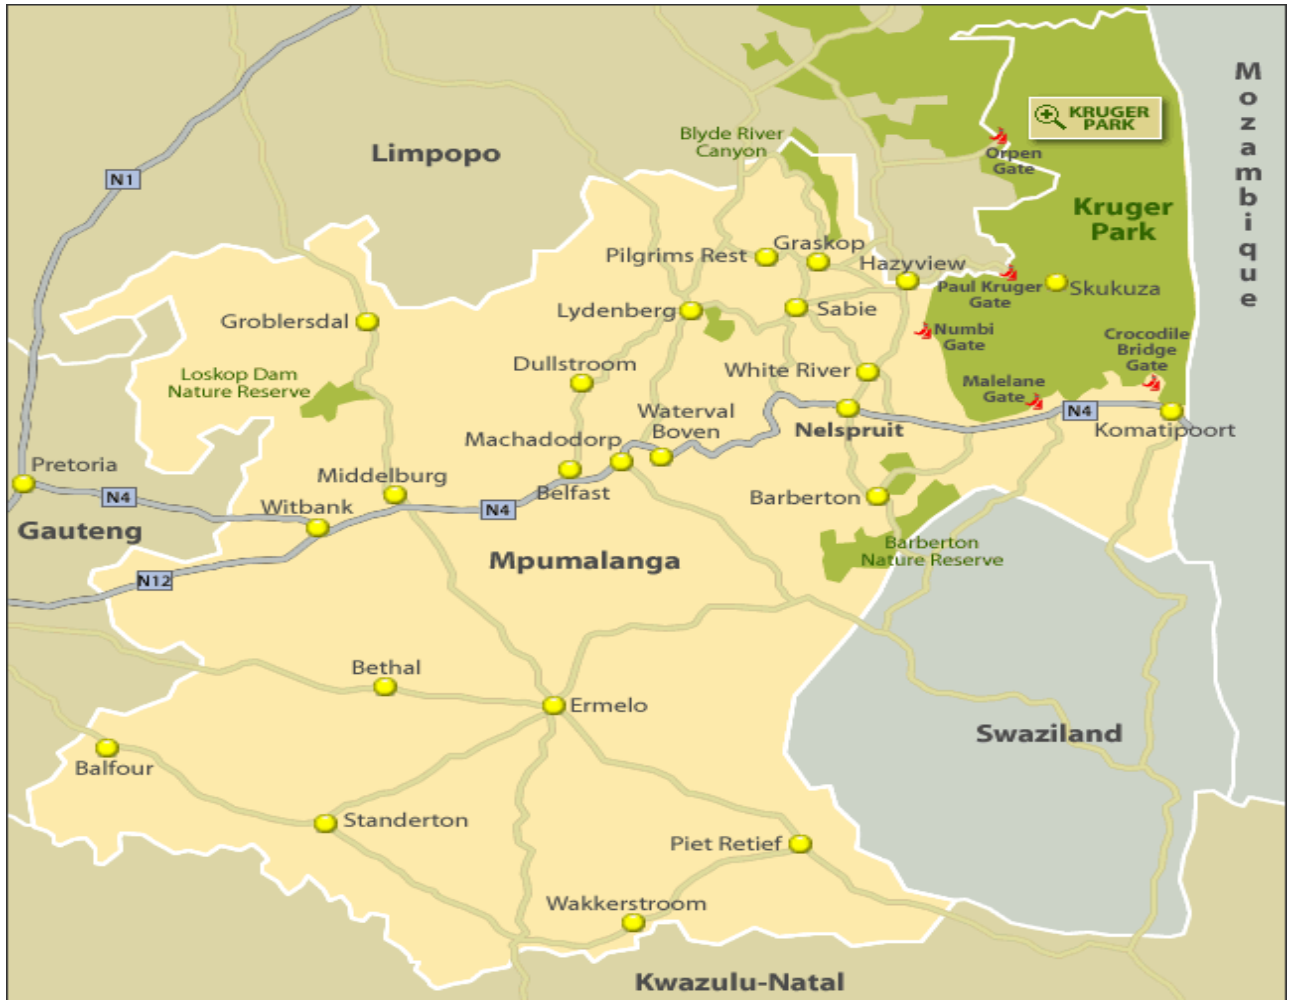 M
o
z
a
m
b
i
q
u
e
KRUGER
PARK
Blyde River
Canyon
Limpopo
Orpen
Gate
N1
Kruger
Park
Graskop
Pilgrims Rest
Hazyview
Paul Kruger
Gate
Skukuza
Lydenberg
Sabie
Groblersdal
Numbi
Gate
Crocodile
Bridge
Gate
Dullstroom
White River
Loskop Dam
Nature Reserve
Malelane
Gate
N4
Waterval
Boven
Nelspruit
Komatipoort
Machadodorp
Pretoria
Middelburg
Belfast
Barberton
N4
Witbank
N4
Gauteng
Mpumalanga
Barberton
Nature Reserve
N12
Bethal
Ermelo
Swaziland
Balfour
Standerton
Piet Retief
Wakkerstroom
Kwazulu-Natal